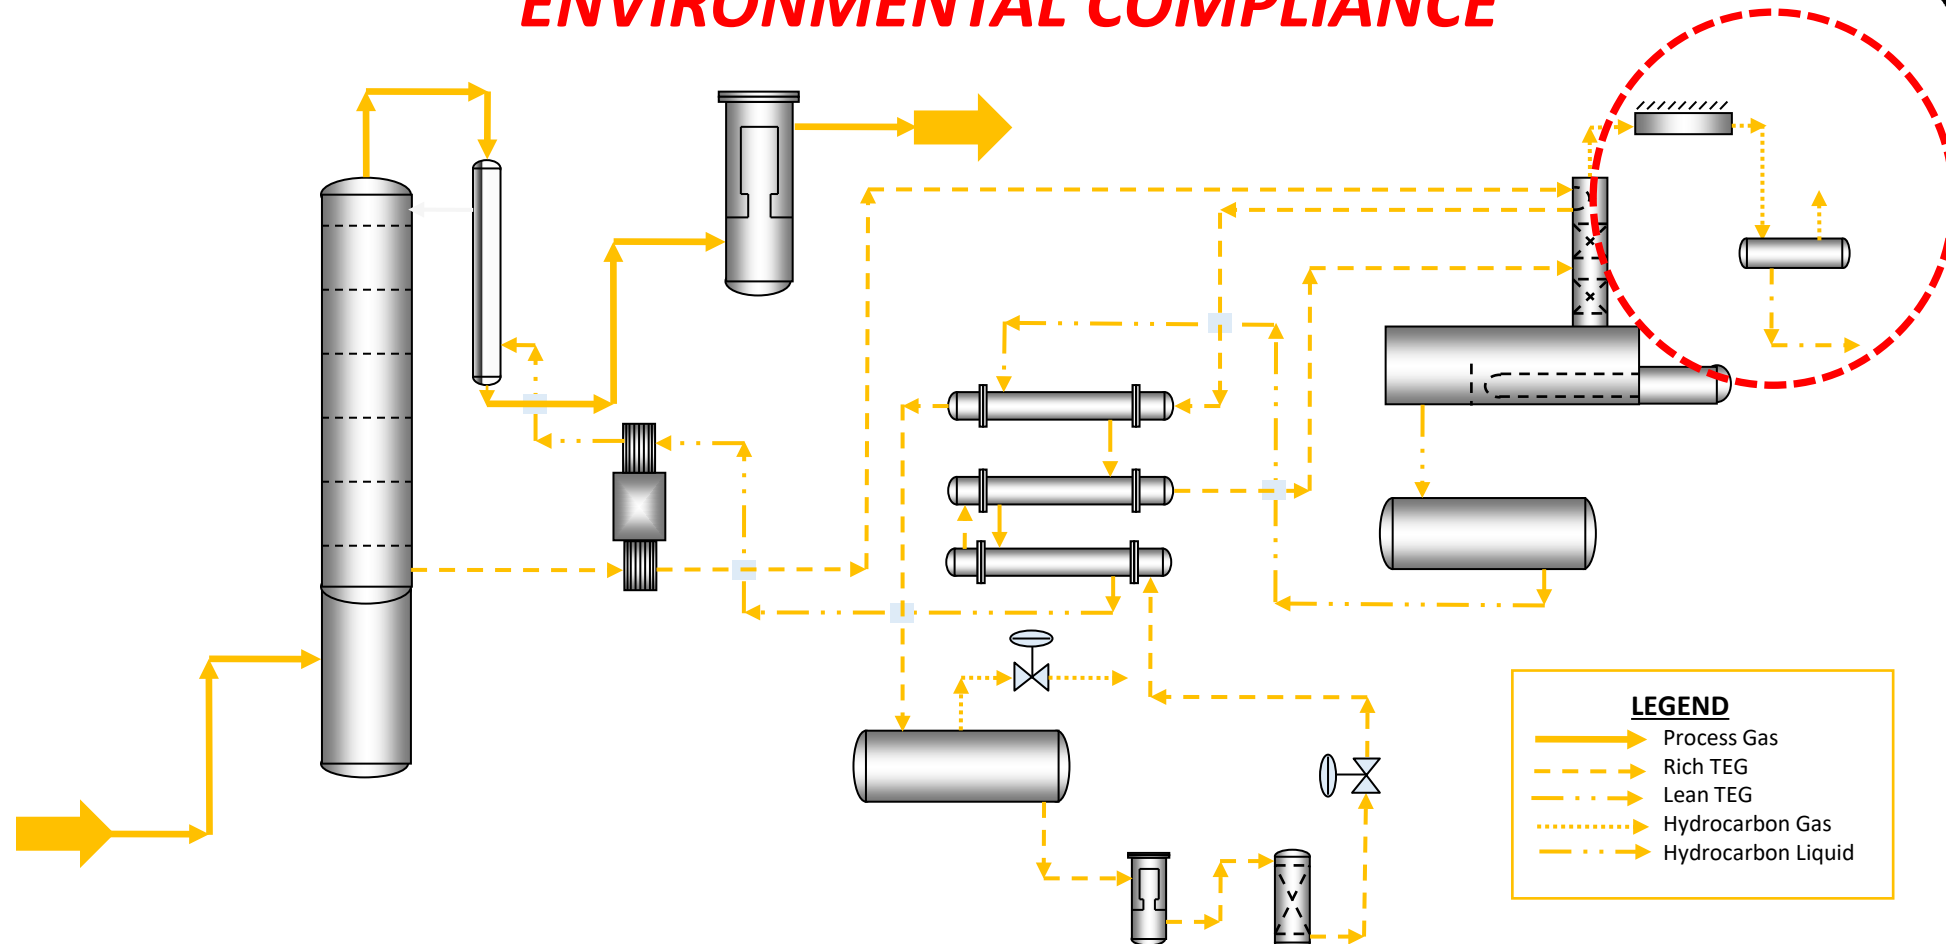 ENVIRONMENTAL COMPLIANCE
LEGEND
Process Gas
Rich TEG
Lean TEG
Hydrocarbon Gas
Hydrocarbon Liquid